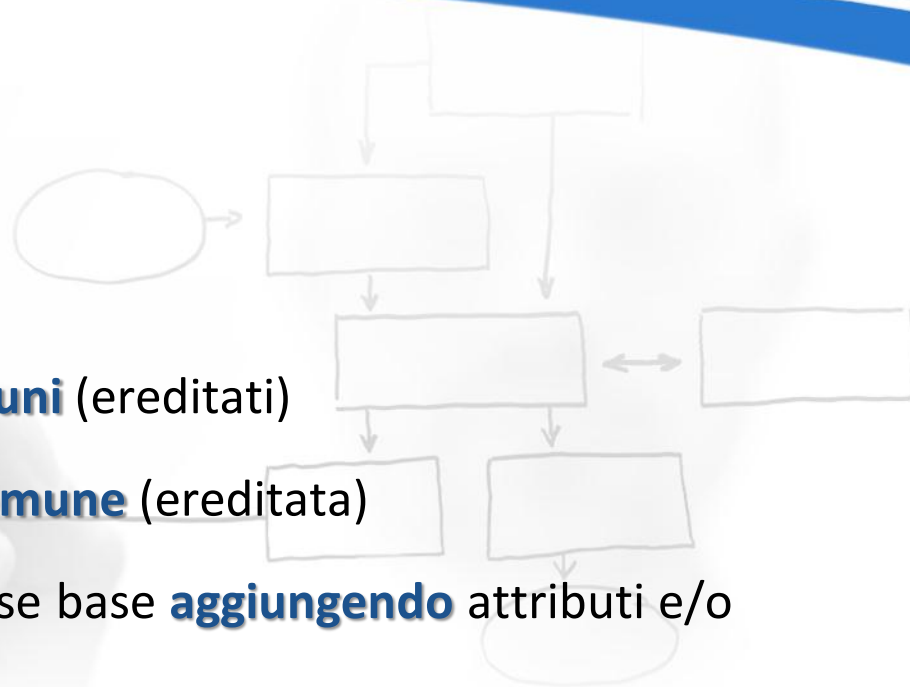 uni (ereditati)
mune (ereditata)
se base aggiungendo attributi e/o